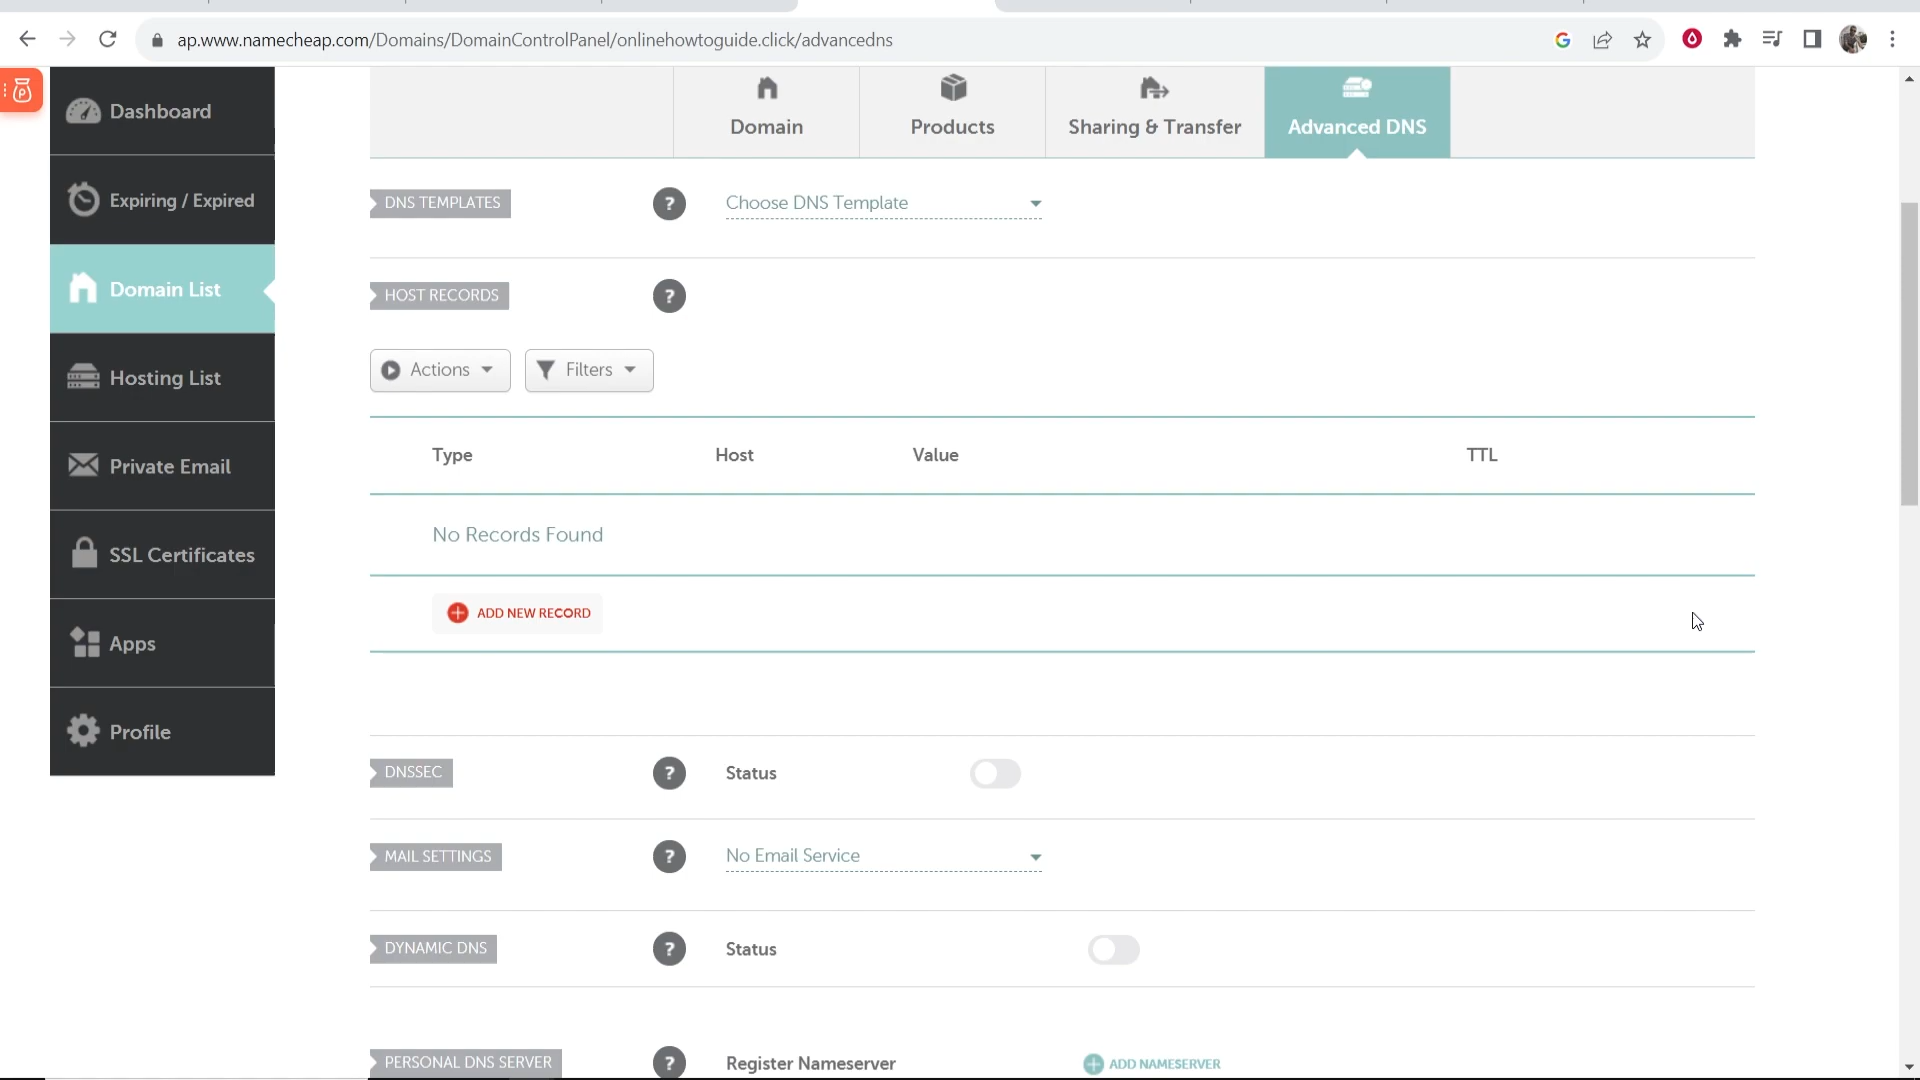 ap.www.namecheap.com/Domains/DomainControlPanel/onlinehowtoguide.click/advancedns
Dashboard
Expiring / Expired
Domain List
Hosting List
Private Email
SSL Certificates
Apps
Profile
Domain
Products
Sharing & Transfer
Advanced DNS
DNS TEMPLATES
?
Choose DNS Template
HOST RECORDS
?
Actions
Filters
Type
Host
Value
TTL
No Records Found
ADD NEW RECORD
DNSSEC
?
Status
MAIL SETTINGS
?
No Email Service
DYNAMIC DNS
?
Status
PERSONAL DNS SERVER
?
Register Nameserver
ADD NAMESERVER